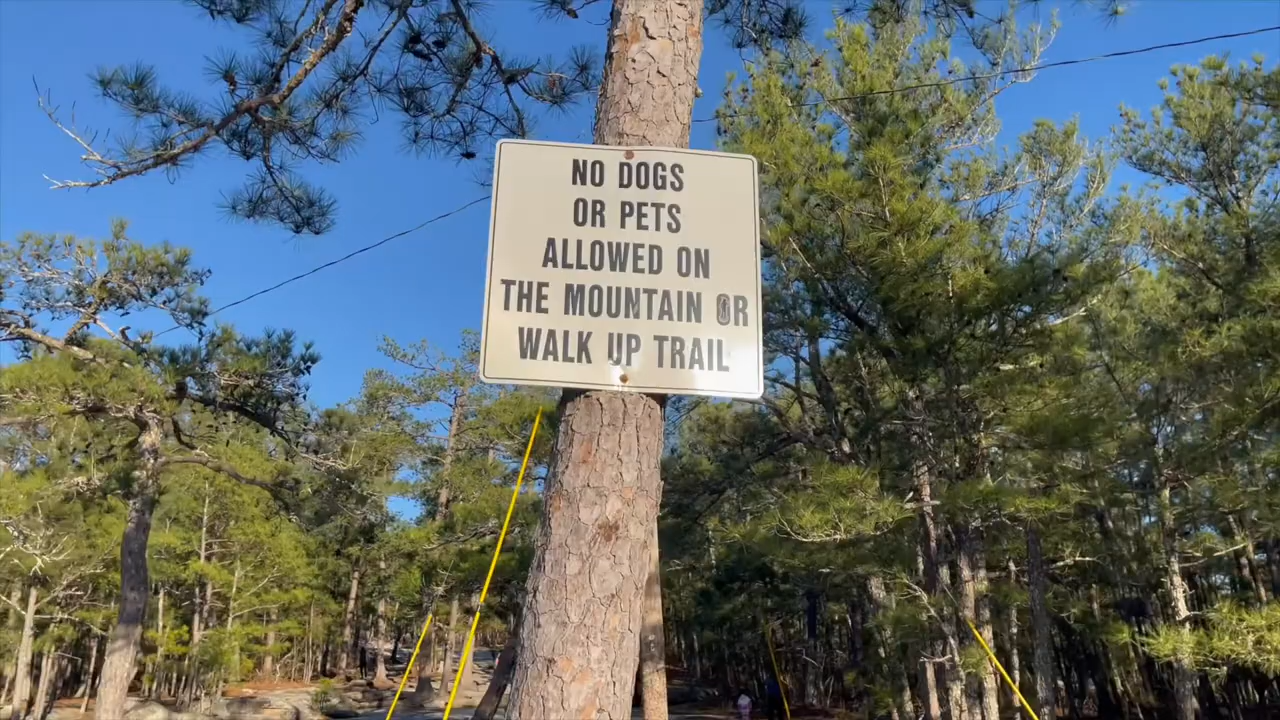 NO DOGS
OR PETS
ALLOWED ON
THE MOUNTAIN OR
WALK UP TRAIL